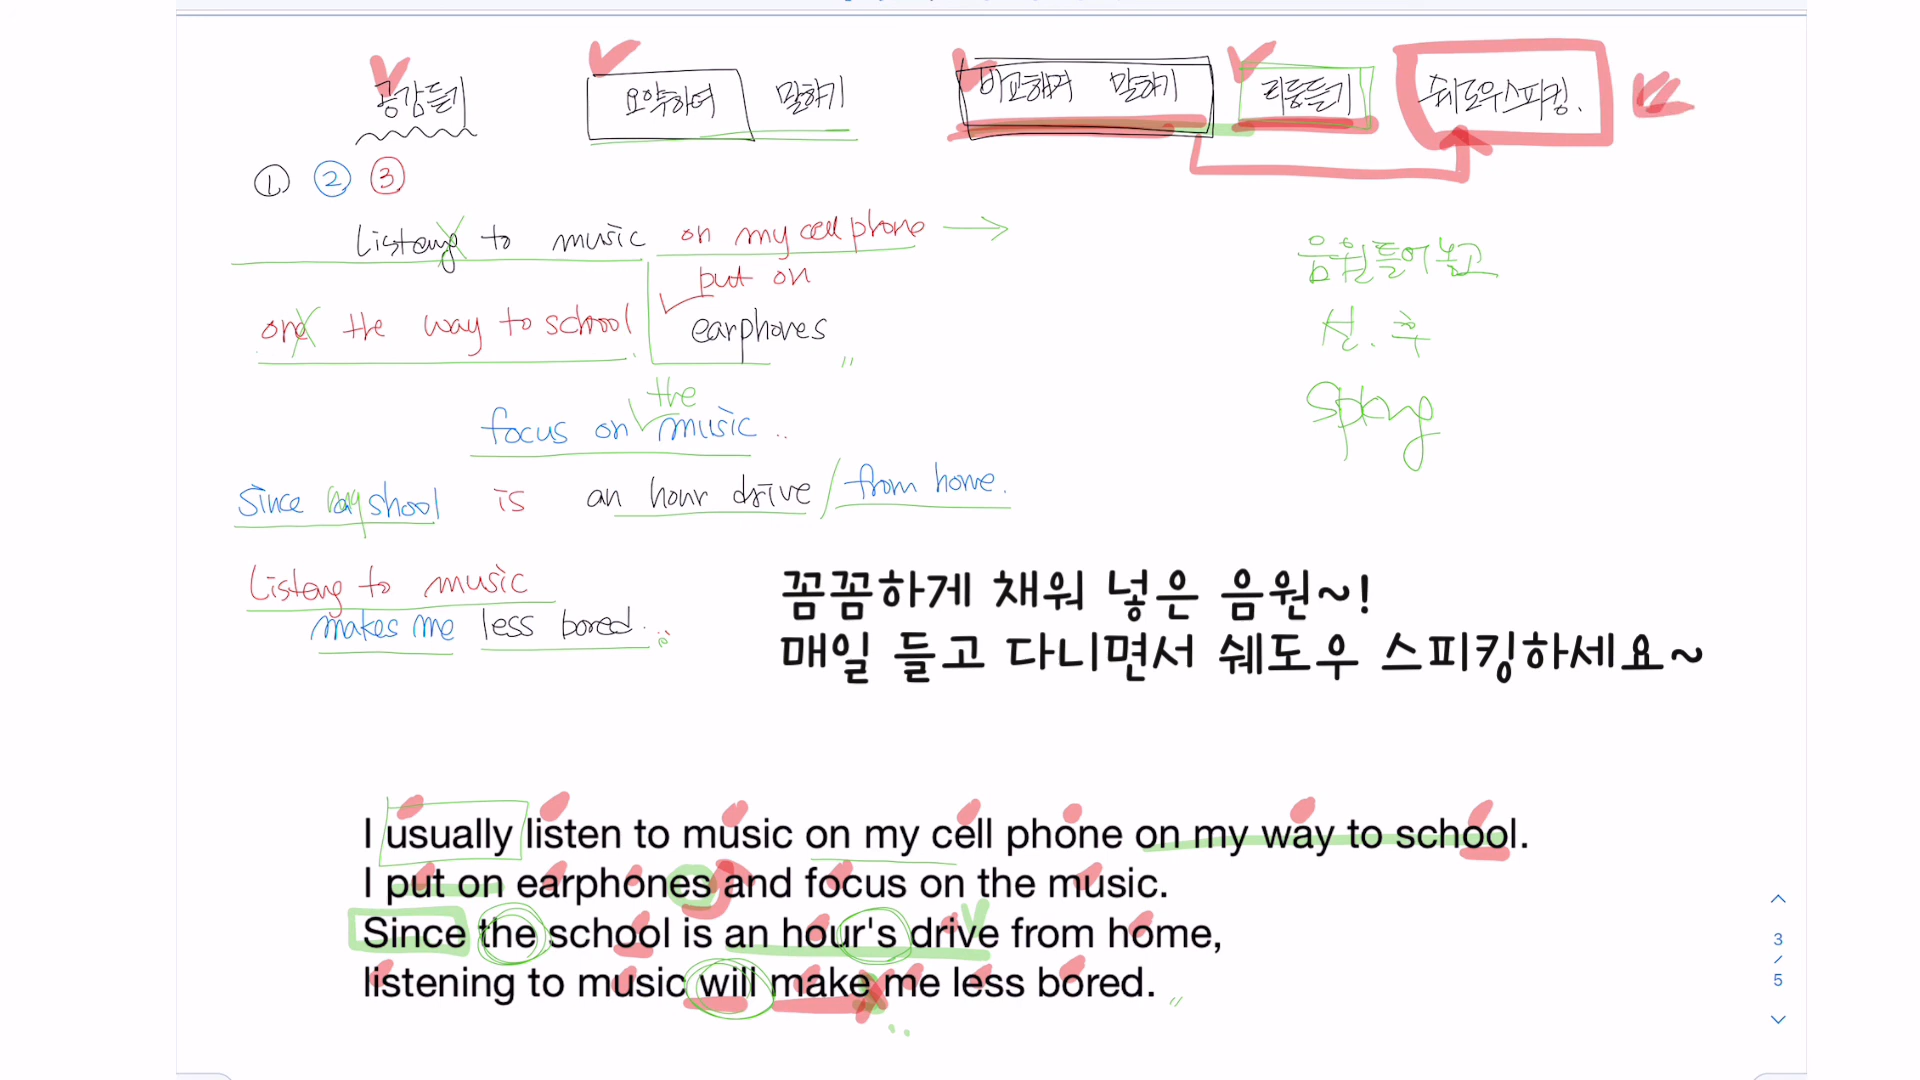 공감듣기 요약하여 말하기 비교하며 말하기 리듬듣기 쉐도우스피킹.
① ② ③
to music on my cell phone →
put on
the way to school earphones
the
focus on music..
Since my shool is an hour drive / from home.
to music
makes me less bored..
음원 들어보고
선. 후
꼼꼼하게 채워 넣은 음원~!
매일 들고 다니면서 쉐도우 스피킹하세요~
I usually listen to music on my cell phone on my way to school.
I put on earphones and focus on the music.
Since the school is an hour's drive from home,
listening to music will make me less bored.
3
/
5